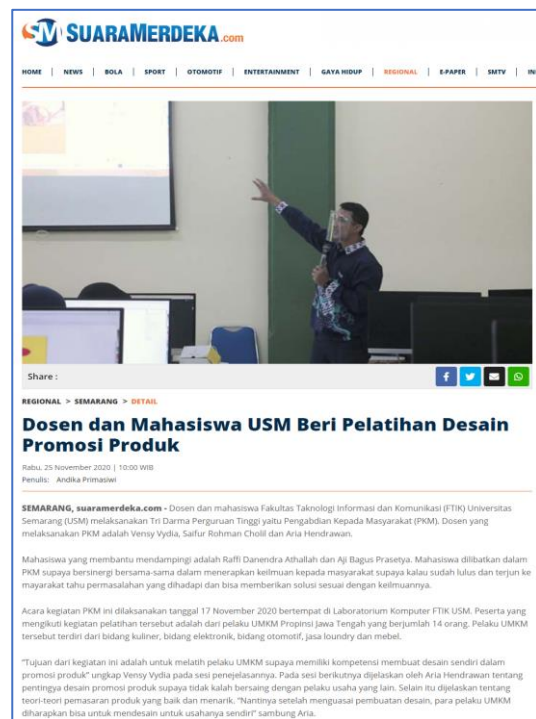 SM SUARAMERDEKA.com
HOME | NEWS | BOLA | SPORT | OTOMOTIF | ENTERTAINMENT | GAYA HIDUP | REGIONAL | E-PAPER | SMTV |
Share :
REGIONAL > SEMARANG > DETAIL
Dosen dan Mahasiswa USM Beri Pelatihan Desain
Promosi Produk
Rabu, 25 November 2020 | 10:00 WIB
Penulis: Andika Primasiwi
SEMARANG, suaramerdeka.com - Dosen dan mahasiswa Fakultas Taknologi Informasi dan Komunikasi (FTIK) Universitas
Semarang (USM) melaksanakan Tri Darma Perguruan Tinggi yaitu Pengabdian Kepada Masyarakat (PKM). Dosen yang
melaksanakan PKM adalah Vensy Vydia, Saifur Rohman Cholil dan Aria Hendrawan.
Mahasiswa yang membantu mendampingi adalah Raffi Danendra Athallah dan Aji Bagus Prasetya. Mahasiswa dilibatkan dalam
PKM supaya bersinergi bersama-sama dalam menerapkan keilmuan kepada masyarakat supaya kalau sudah lulus dan terjun ke
mayarakat tahu permasalahan yang dihadapi dan bisa memberikan solusi sesuai dengan keilmuannya.
Acara kegiatan PKM ini dilaksanakan tanggal 17 November 2020 bertempat di Laboratorium Komputer FTIK USM. Peserta yang
mengikuti kegiatan pelatihan tersebut adalah dari pelaku UMKM Propinsi Jawa Tengah yang berjumlah 14 orang. Pelaku UMKM
tersebut terdiri dari bidang kuliner, bidang elektronik, bidang otomotif, jasa loundry dan mebel.
"Tujuan dari kegiatan ini adalah untuk melatih pelaku UMKM supaya memiliki kompetensi membuat desain sendiri dalam
promosi produk" ungkap Vensy Vydia pada sesi penejelasannya. Pada sesi berikutnya dijelaskan oleh Aria Hendrawan tentang
pentingya desain promosi produk supaya tidak kalah bersaing dengan pelaku usaha yang lain. Selain itu dijelaskan tentang
teori-teori pemasaran produk yang baik dan menarik. "Nantinya setelah menguasai pembuatan desain, para pelaku UMKM
diharapkan bisa untuk mendesain untuk usahanya sendiri" sambung Aria.